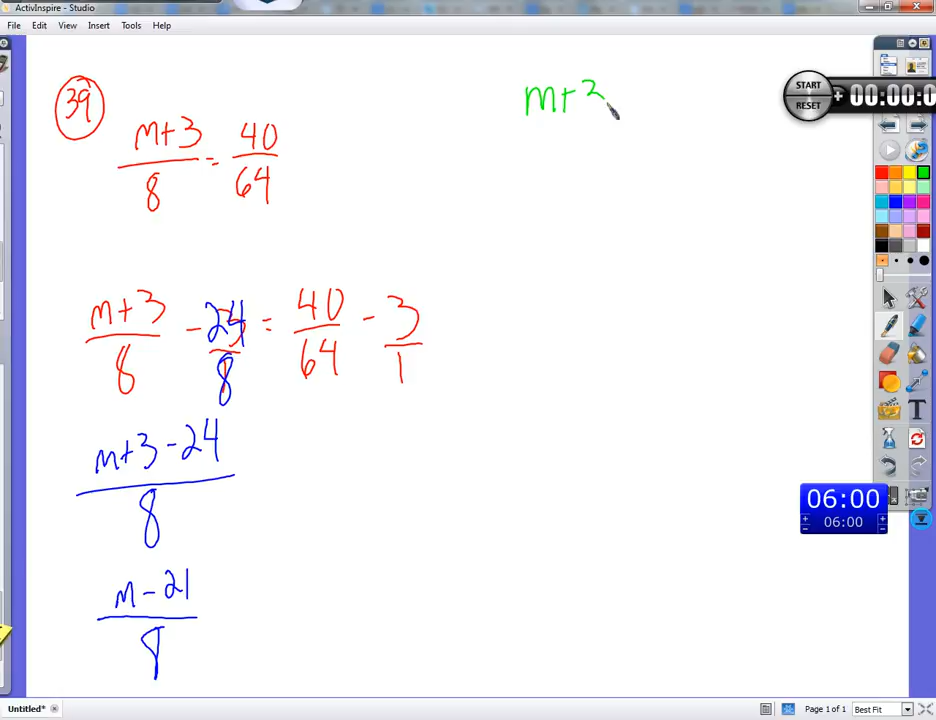 ActivInspire - Studio
File Edit View Insert Tools Help
39
m+3/8 = 40/64
m+3
START
RESET
+ 00:00:0
m+3/8 - 24/8 = 40/64 - 3/1
m+3-24/8
m-21/8
06:00
06:00
Untitled*
Page 1 of 1
Best Fit